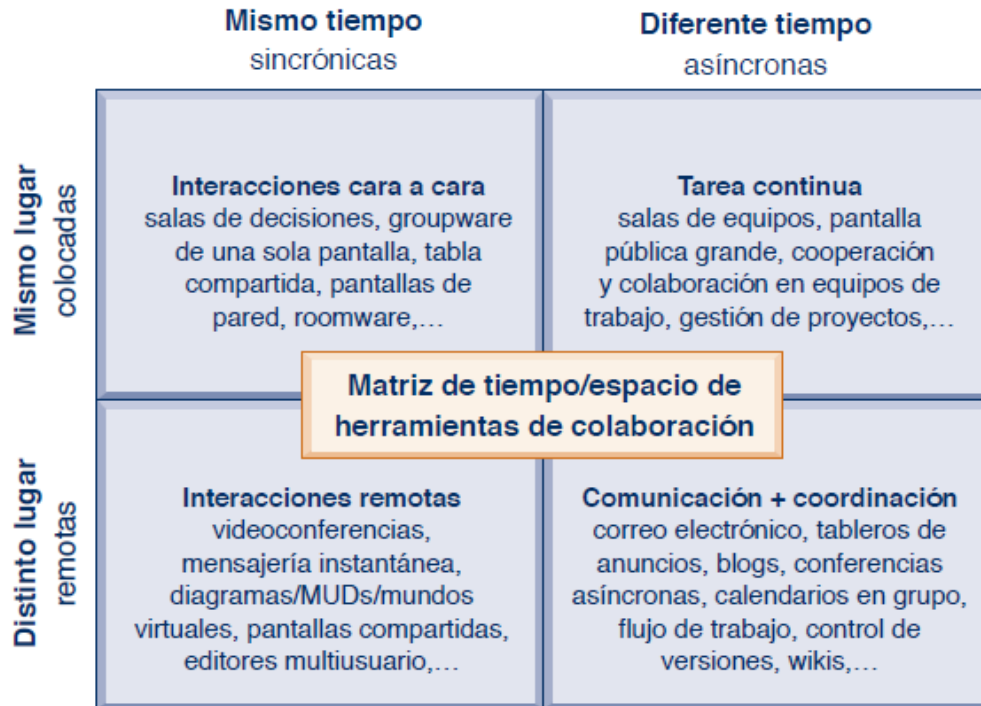 Mismo tiempo
sincrónicas
Diferente tiempo
asíncronas
Mismo lugar
colocadas
Interacciones cara a cara
salas de decisiones, groupware
de una sola pantalla, tabla
compartida, pantallas de
pared, roomware,...
Tarea continua
salas de equipos, pantalla
pública grande, cooperación
y colaboración en equipos de
trabajo, gestión de proyectos,...
Matriz de tiempo/espacio de
herramientas de colaboración
Distinto lugar
remotas
Interacciones remotas
videoconferencias,
mensajería instantánea,
diagramas/MUDs/mundos
virtuales, pantallas compartidas,
editores multiusuario,...
Comunicación + coordinación
correo electrónico, tableros de
anuncios, blogs, conferencias
asíncronas, calendarios en grupo,
flujo de trabajo, control de
versiones, wikis,...